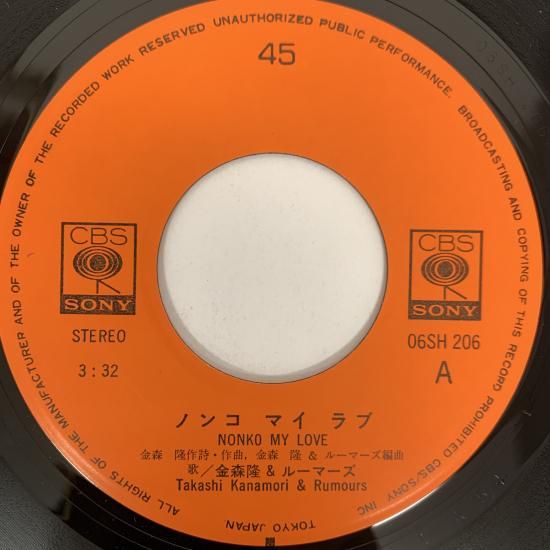 ALL RIGHTS OF THE MANUFACTURER AND OF THE OWNER OF THE RECORDED WORK RESERVED UNAUTHORIZED PUBLIC PERFORMANCE, BROADCASTING AND COPYING OF THIS RECORD PROHIBITED CBS/SONY INC
45
CBS
SONY
CBS
SONY
STEREO
06SH 206
3:32
A
ノンコ マイ ラブ
NONKO MY LOVE
金森 隆作詩・作曲, 金森 隆 & ルーマーズ編曲
歌／金森隆&ルーマーズ
Takashi Kanamori & Rumours
TOKYO JAPAN